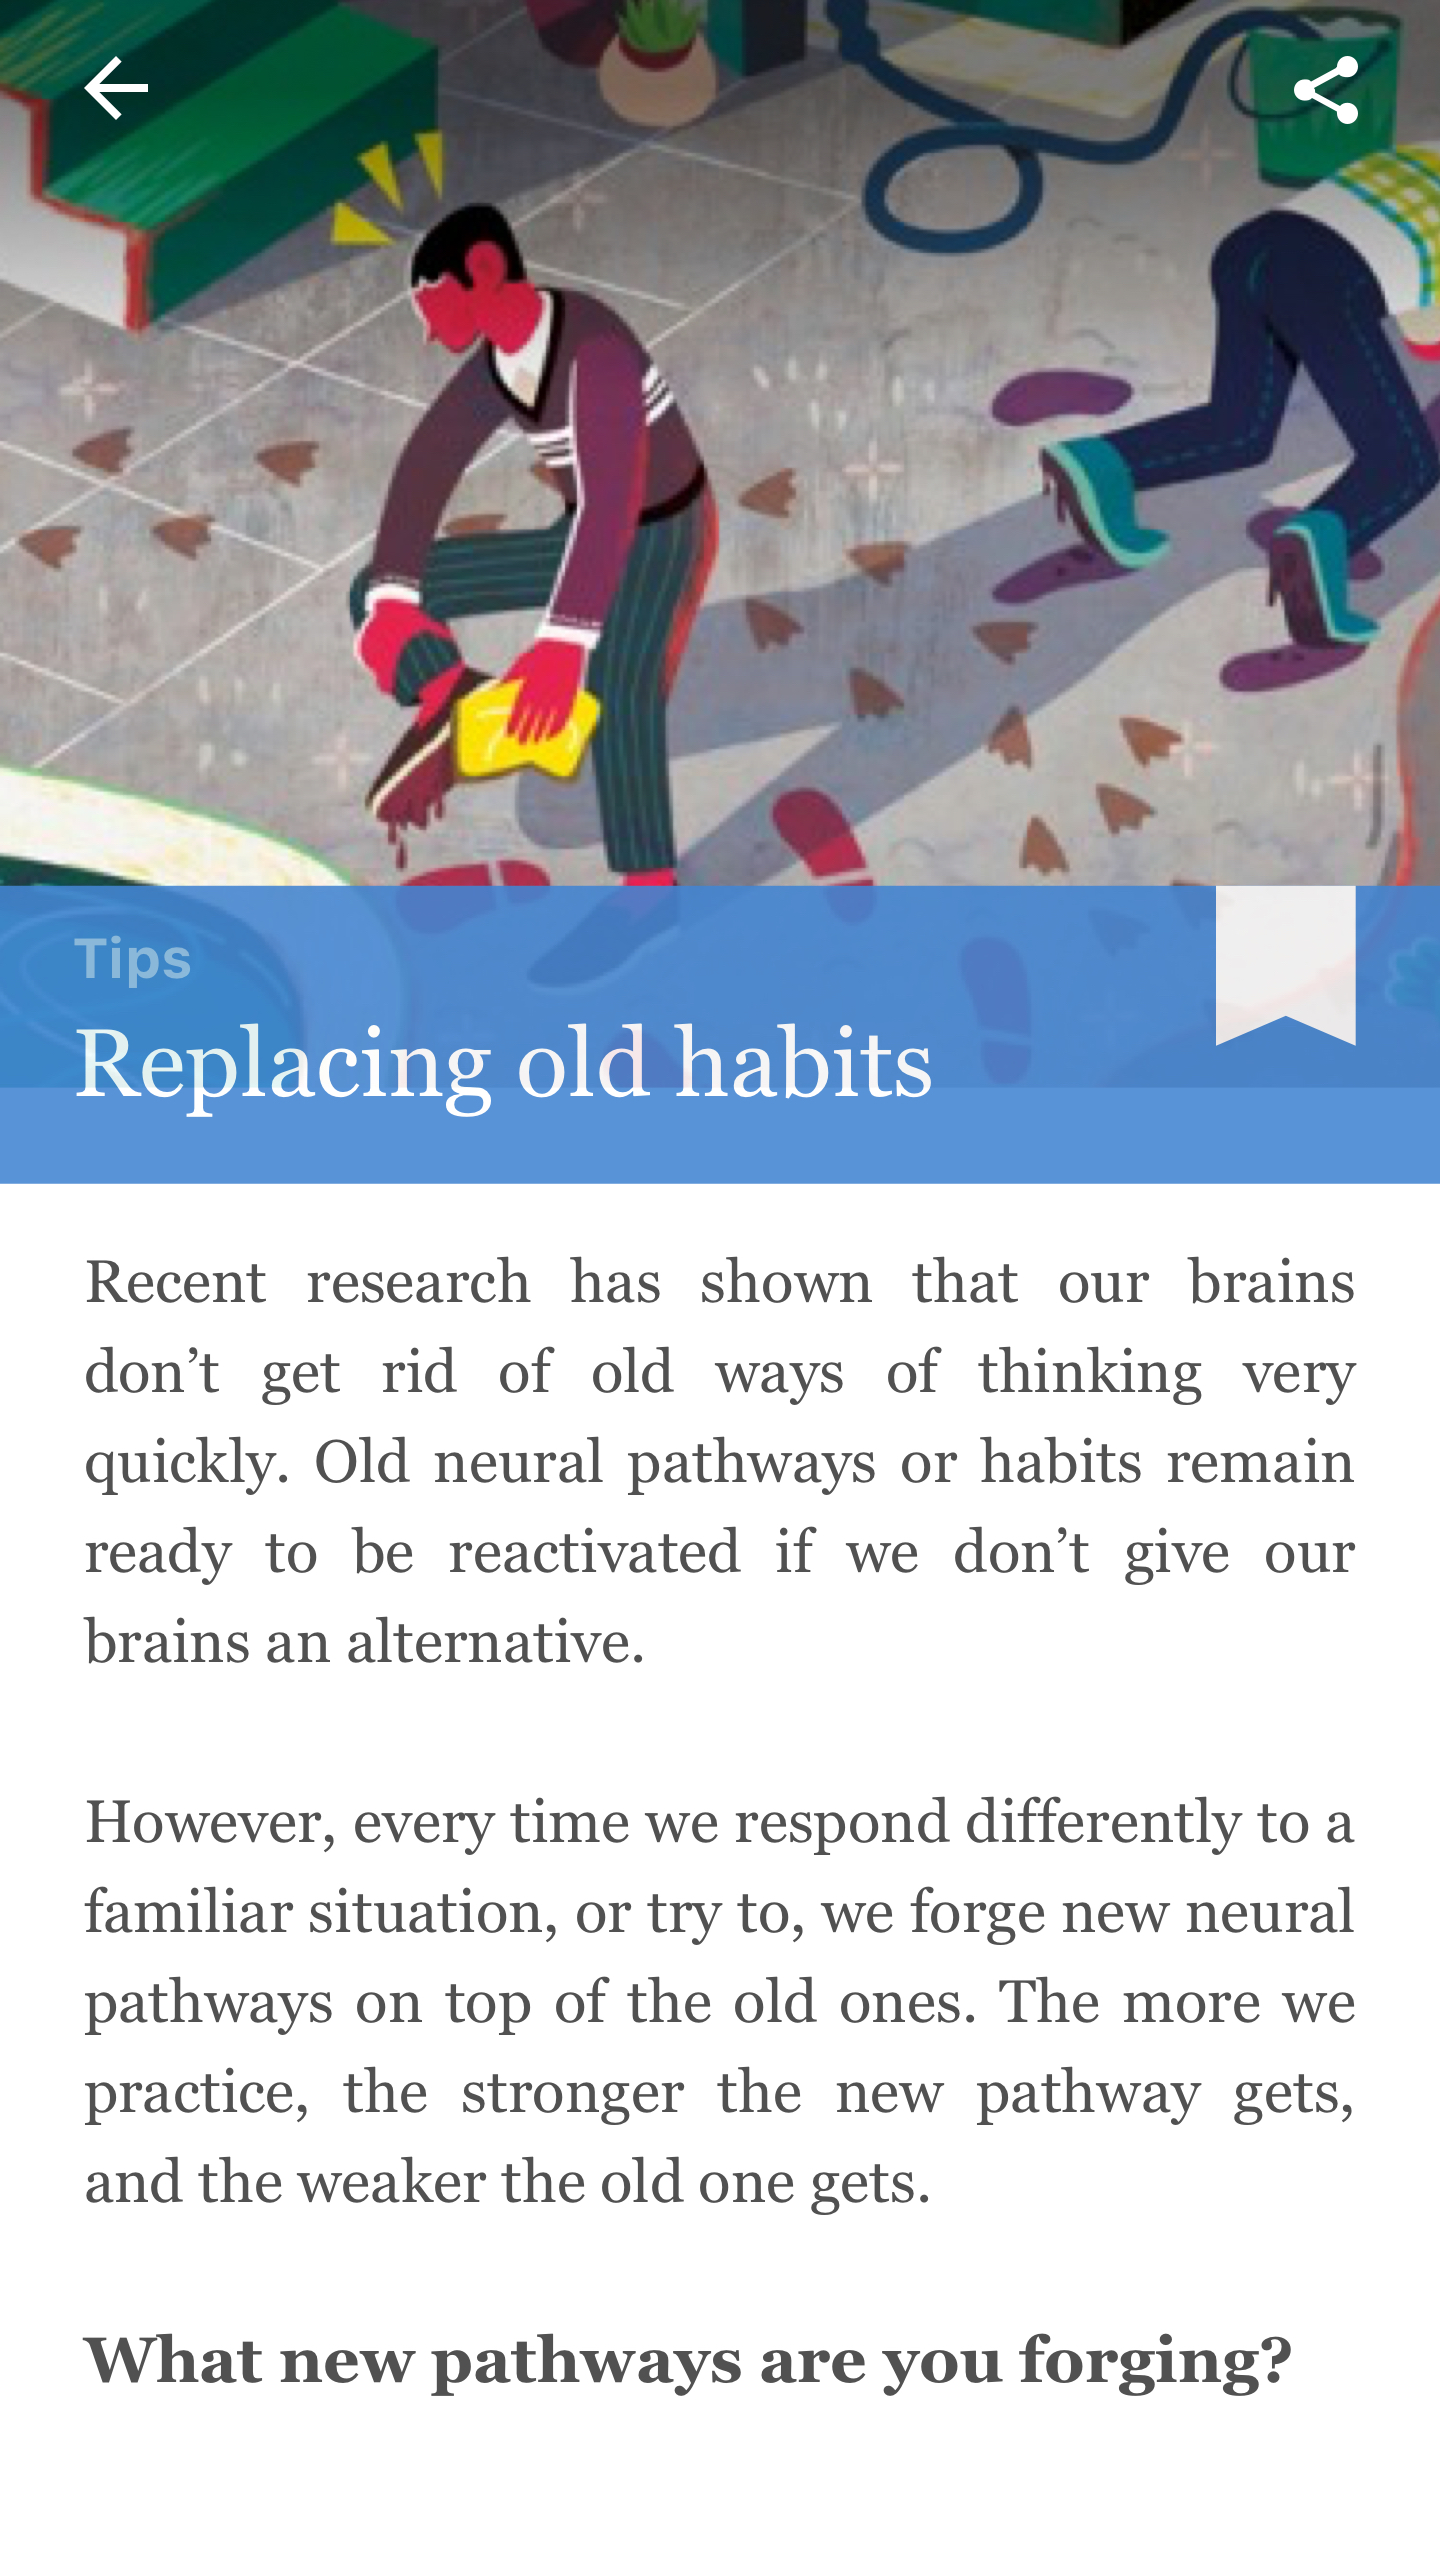 Tips
Replacing old habits
Recent research has shown that our brains
don’t get rid of old ways of thinking very
quickly. Old neural pathways or habits remain
ready to be reactivated if we don’t give our
brains an alternative.
However, every time we respond differently to a
familiar situation, or try to, we forge new neural
pathways on top of the old ones. The more we
practice, the stronger the new pathway gets,
and the weaker the old one gets.
What new pathways are you forging?